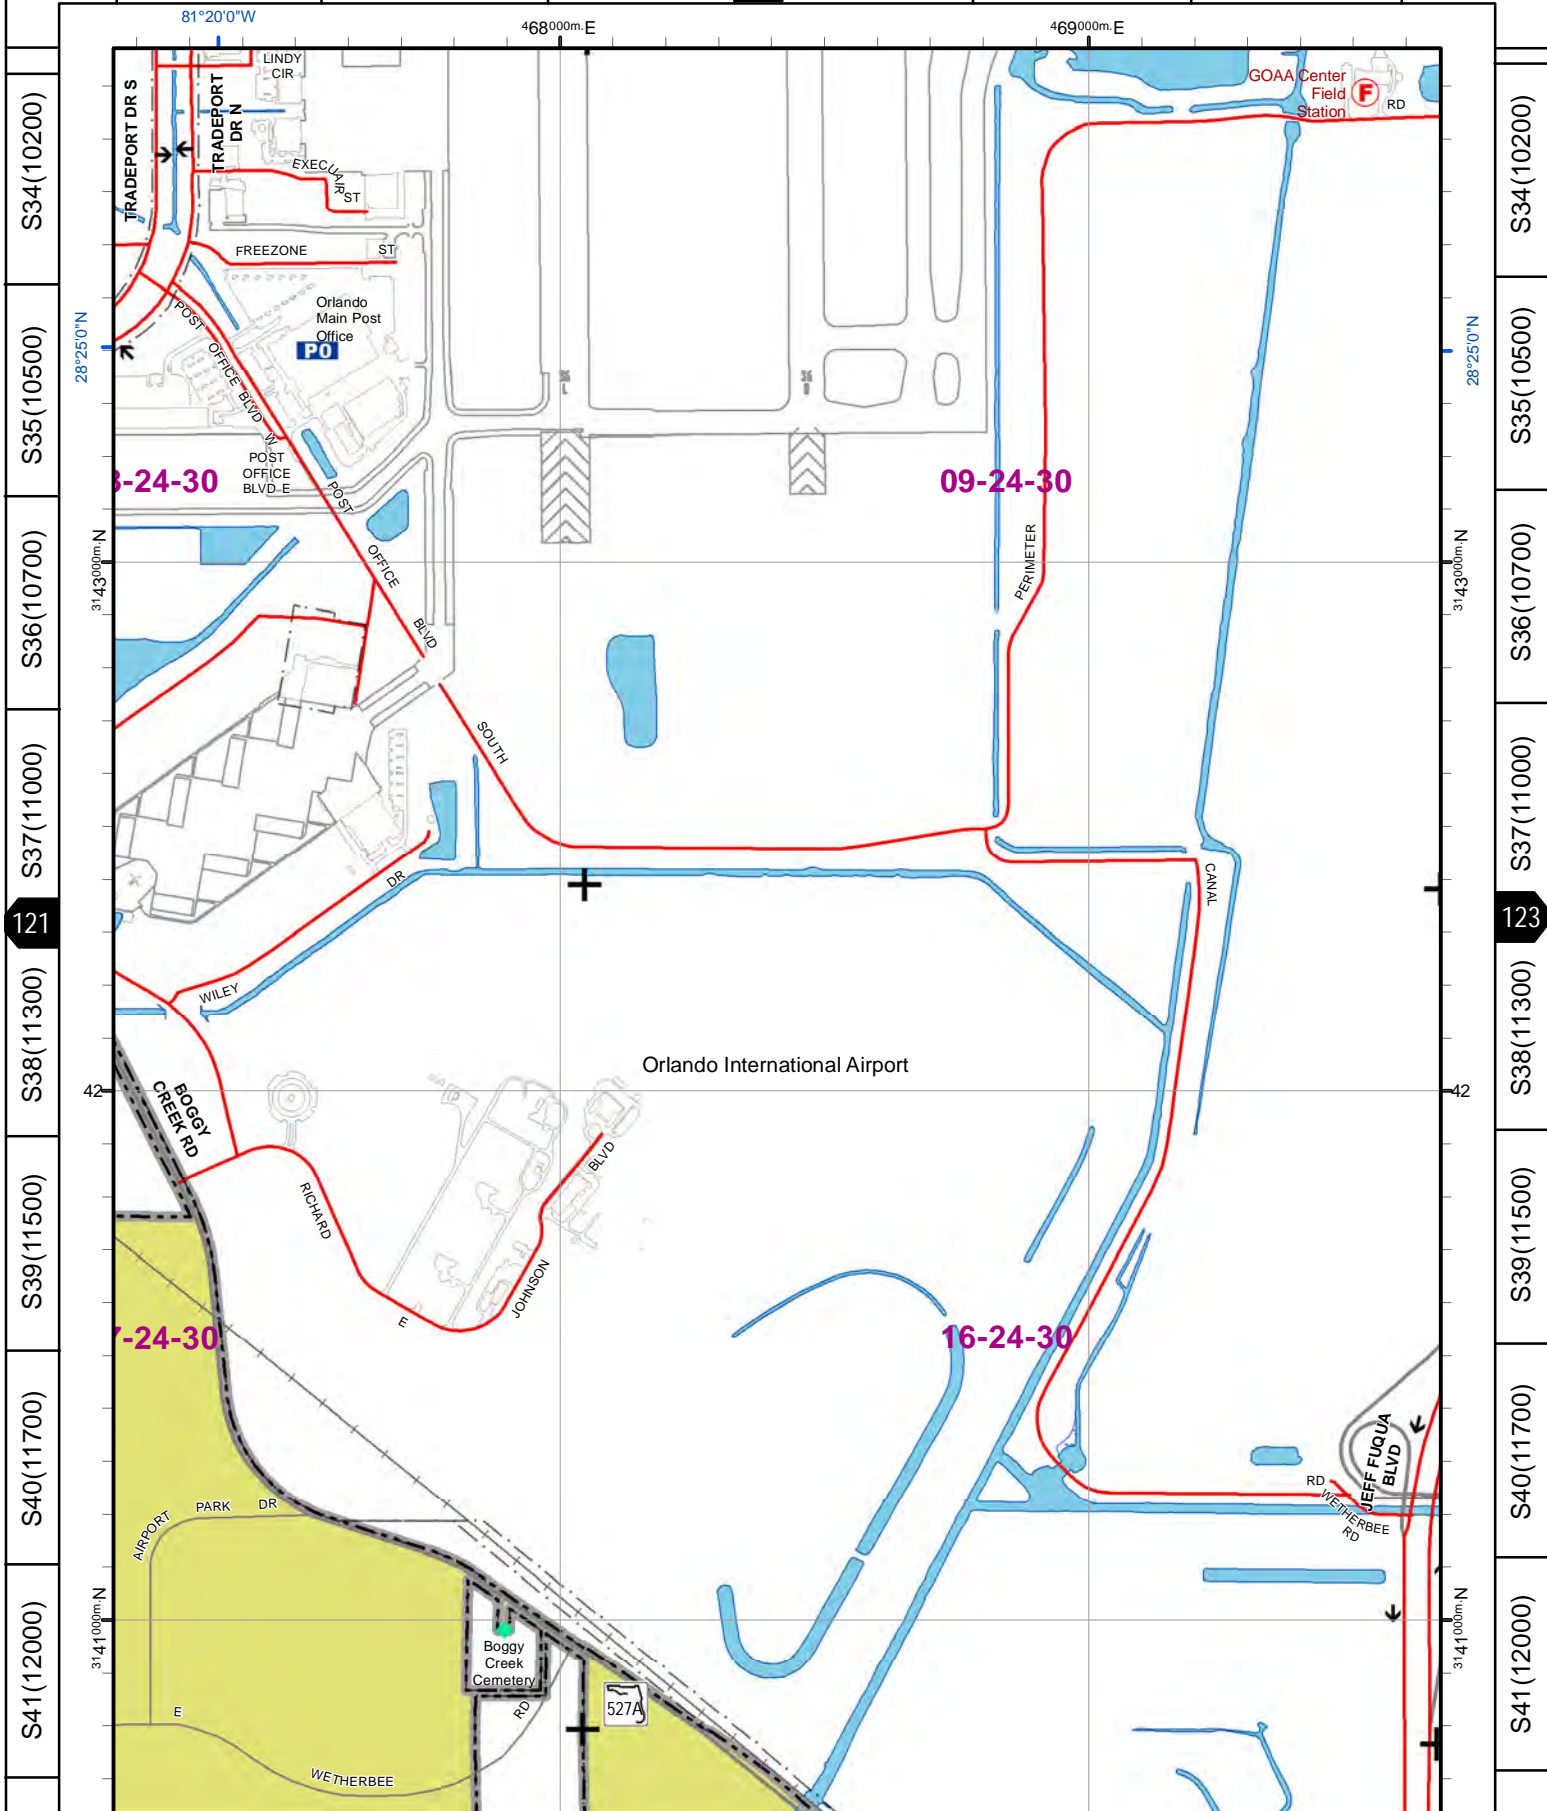 81°20'0"W
468000m.E
469000m.E
S34(10200)
S35(10500)
S36(10700)
S37(11000)
121
S38(11300)
S39(11500)
S40(11700)
S41(12000)
28°25'0"N
3143000m.N
42
3141000m.N
TRADEPORT DR S
TRADEPORT
DR N
LINDY
CIR
EXECUAIR
ST
FREEZONE
ST
GOAA Center
Field
Station
F
RD
Orlando
Main Post
Office
PO
POST
OFFICE
BLVD
W
POST
OFFICE
BLVD E
-24-30
09-24-30
POST
OFFICE
BLVD
PERIMETER
SOUTH
DR
CANAL
WILEY
Orlando International Airport
BOGGY
CREEK RD
RICHARD
E
JOHNSON
BLVD
-24-30
16-24-30
JEFF FUQUA
BLVD
RD
WETHERBEE
RD
AIRPORT
PARK
DR
Boggy
Creek
Cemetery
527A
E
WETHERBEE
RD
S34(10200)
S35(10500)
S36(10700)
S37(11000)
123
S38(11300)
S39(11500)
S40(11700)
S41(12000)
28°25'0"N
3143000m.N
42
3141000m.N